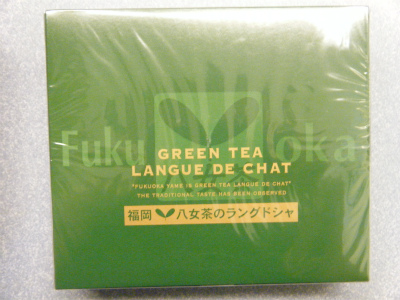 Fukuoka
GREEN TEA
LANGUE DE CHAT
"FUKUOKA YAME IS GREEN TEA LANGUE DE CHAT"
THE TRADITIONAL TASTE HAS BEEN OBSERVED
福岡 八女茶のラングドシャ